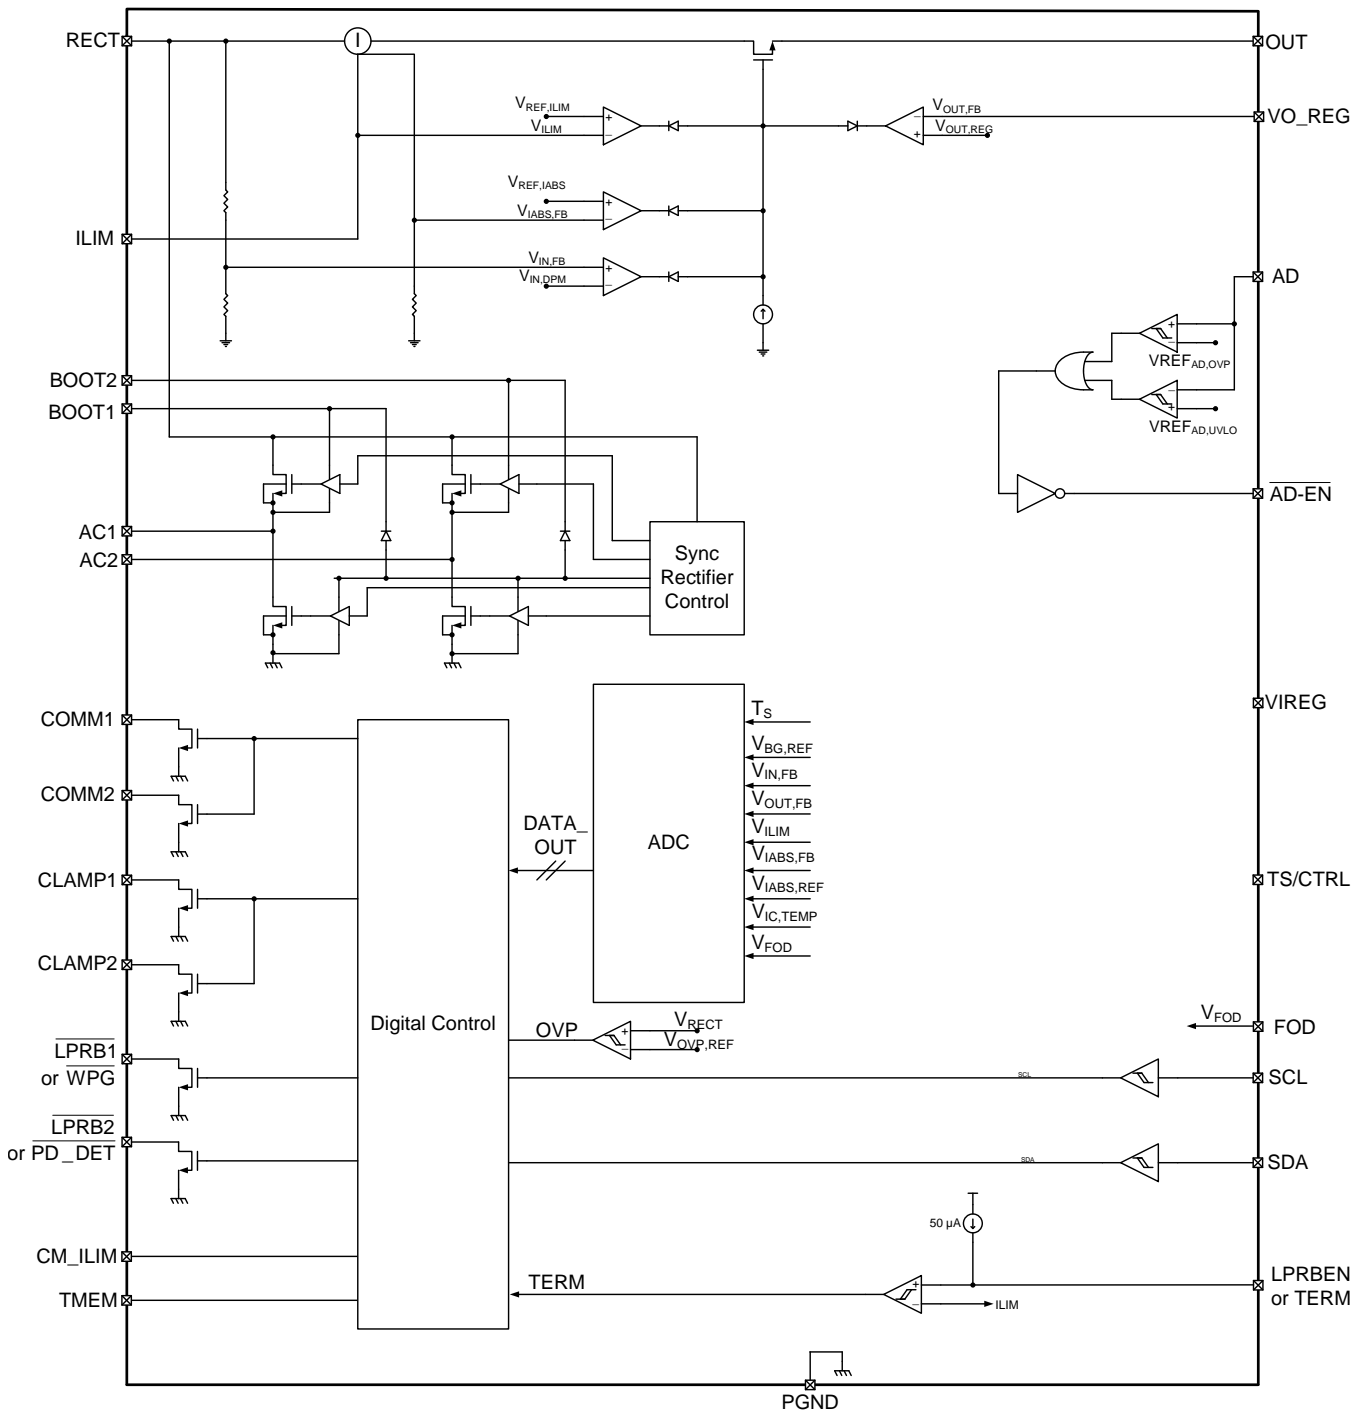 RECT
I
OUT
VREF,ILIM
VILIM
VOUT,FB
VOUT,REG
VO_REG
VREF,IABS
VIABS,FB
ILIM
VIN,FB
VIN,DPM
AD
+
−
VREFAD,OVP
VREFAD,UVLO
BOOT2
BOOT1
AD-EN
AC1
AC2
Sync
Rectifier
Control
COMM1
COMM2
CLAMP1
CLAMP2
LPRB1
or WPG
LPRB2
or PD_DET
CM_ILIM
TMEM
Digital Control
DATA_
OUT
ADC
TS
VBG,REF
VIN,FB
VOUT,FB
VILIM
VIABS,FB
VIABS,REF
VIC,TEMP
VFOD
VIREG
TS/CTRL
OVP
VRECT
VOVP,REF
VFOD
FOD
SCL
SCL
SDA
SDA
50 µA
TERM
ILIM
LPRBEN
or TERM
PGND